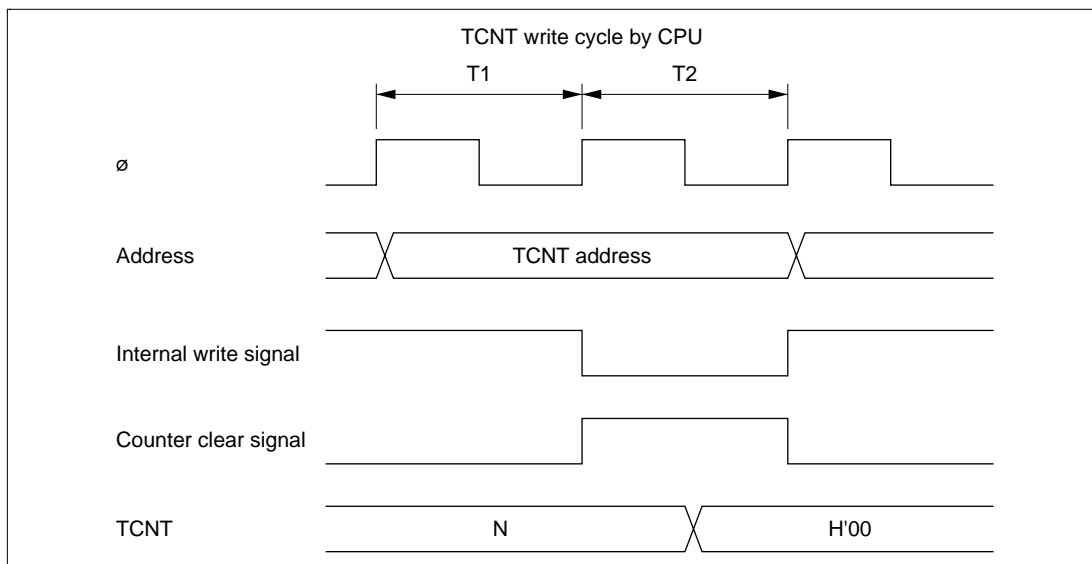 TCNT write cycle by CPU
T1 T2
ø
Address TCNT address
Internal write signal
Counter clear signal
TCNT N H'00